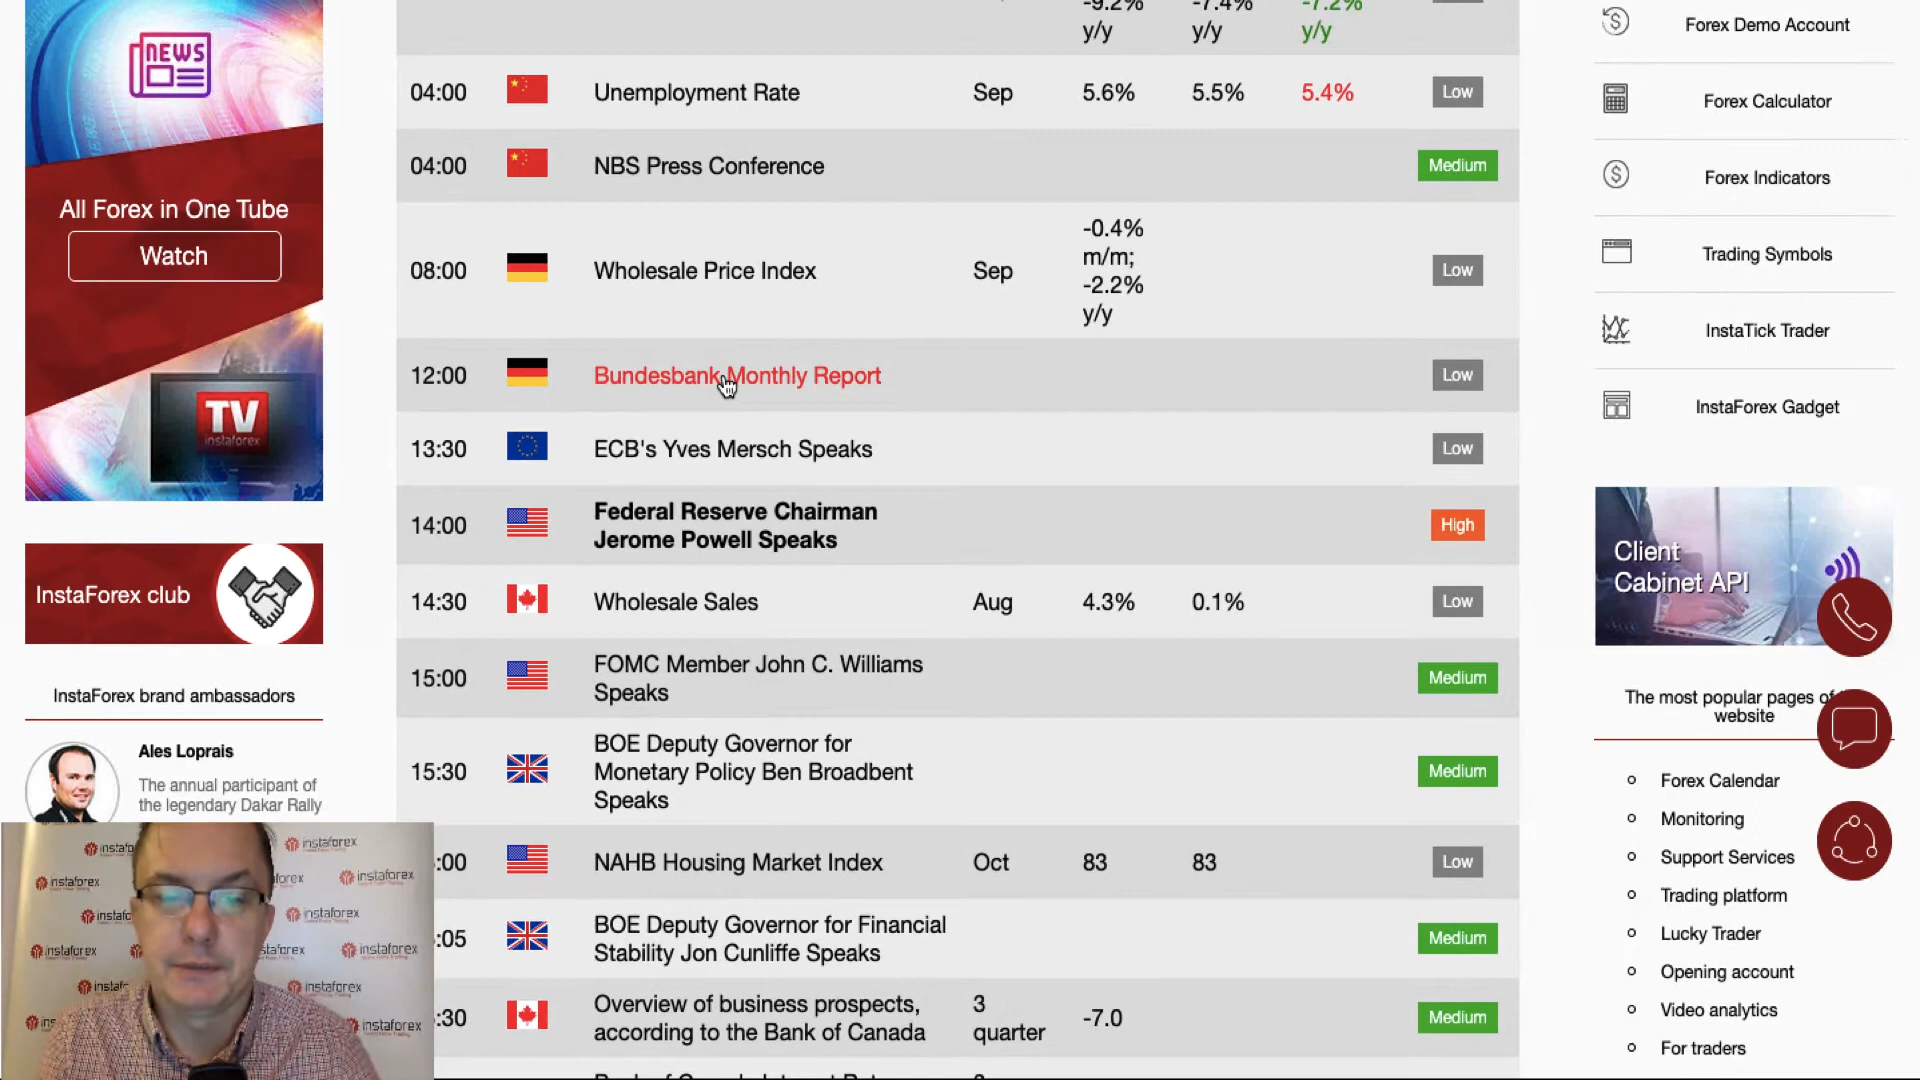 NEWS
All Forex in One Tube
Watch
TV
instaforex
InstaForex club
InstaForex brand ambassadors
Ales Loprais
The annual participant of
the legendary Dakar Rally
-9.2% -7.4% -7.2%
y/y y/y y/y
04:00 Unemployment Rate Sep 5.6% 5.5% 5.4% Low
04:00 NBS Press Conference Medium
08:00 Wholesale Price Index Sep -0.4%
m/m;
-2.2%
y/y Low
12:00 Bundesbank Monthly Report Low
13:30 ECB's Yves Mersch Speaks Low
14:00 Federal Reserve Chairman
Jerome Powell Speaks High
14:30 Wholesale Sales Aug 4.3% 0.1% Low
15:00 FOMC Member John C. Williams
Speaks Medium
15:30 BOE Deputy Governor for
Monetary Policy Ben Broadbent
Speaks Medium
:00 NAHB Housing Market Index Oct 83 83 Low
:05 BOE Deputy Governor for Financial
Stability Jon Cunliffe Speaks Medium
:30 Overview of business prospects,
according to the Bank of Canada 3
quarter -7.0 Medium
Forex Demo Account
Forex Calculator
Forex Indicators
Trading Symbols
InstaTick Trader
InstaForex Gadget
Client
Cabinet API
The most popular pages of
website
Forex Calendar
Monitoring
Support Services
Trading platform
Lucky Trader
Opening account
Video analytics
For traders
instaforex
instaforex
instaforex
instaforex
instaforex
instaforex
instaforex
instaforex